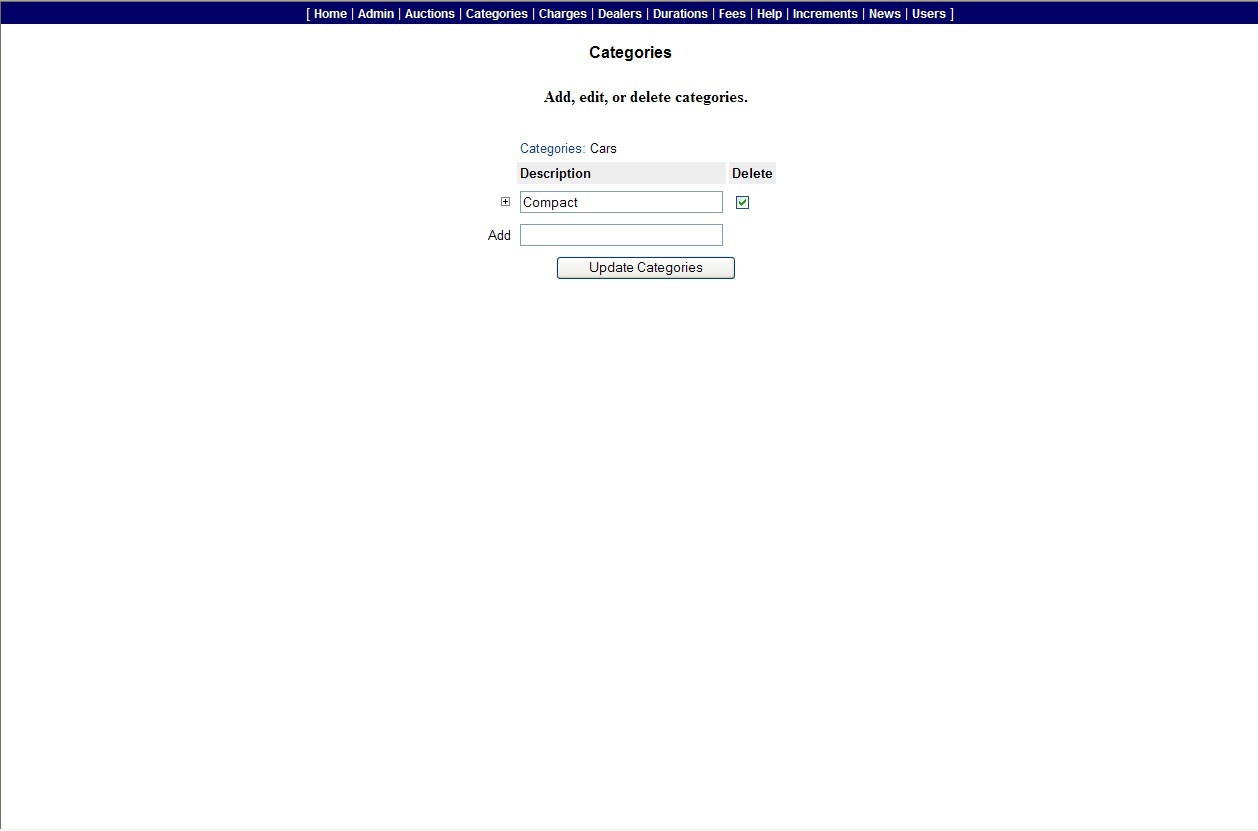 [ Home | Admin | Auctions | Categories | Charges | Dealers | Durations | Fees | Help | Increments | News | Users ]
Categories
Add, edit, or delete categories.
Categories: Cars
Description Delete
Compact
Add
Update Categories